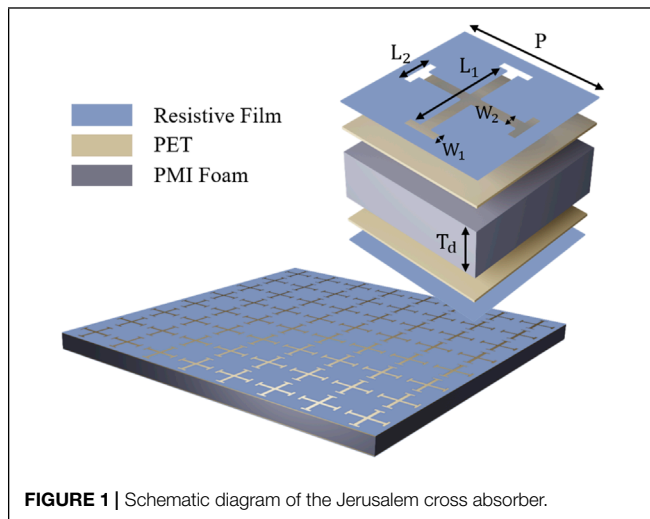 P
L2
L1
W2
W1
Resistive Film
PET
PMI Foam
Td
FIGURE 1 | Schematic diagram of the Jerusalem cross absorber.